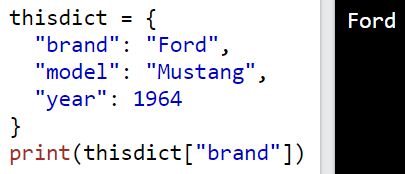 thisdict = {
  "brand": "Ford",
  "model": "Mustang",
  "year": 1964
}
print(thisdict["brand"])
Ford